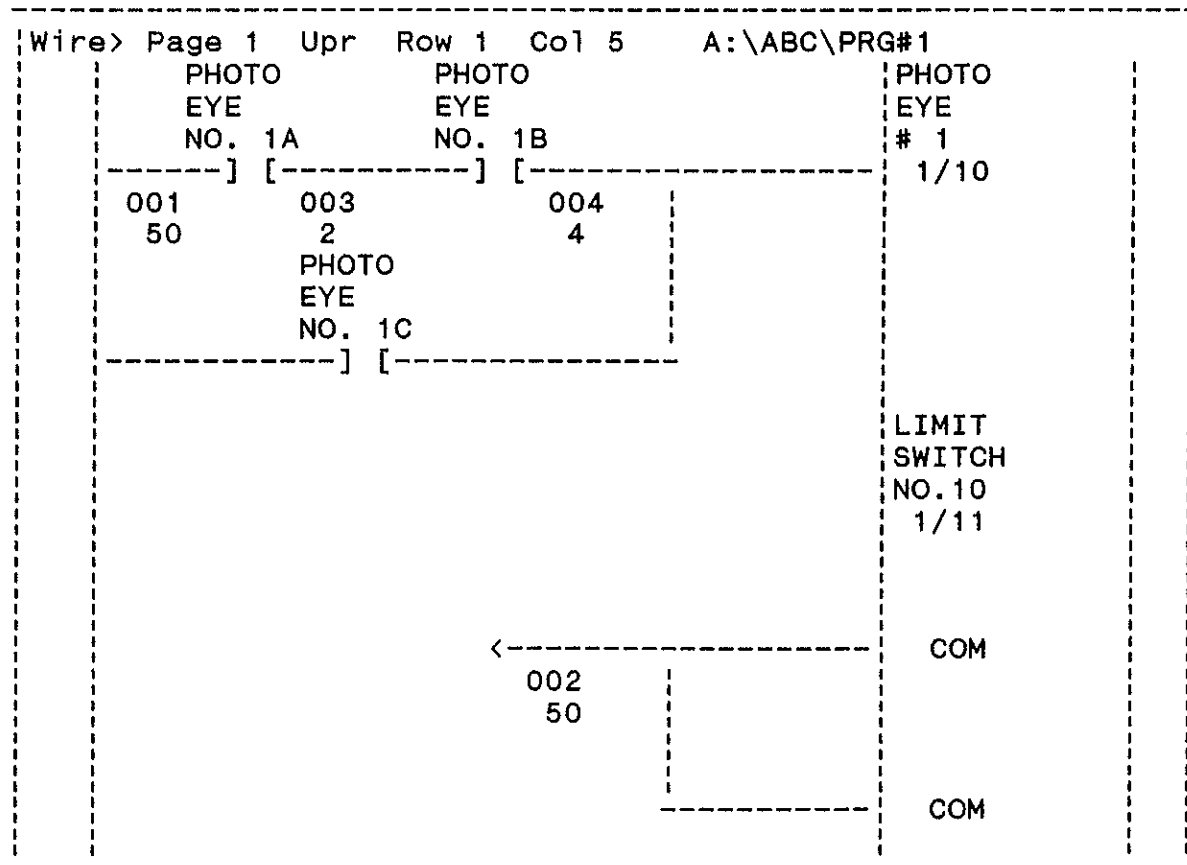 Wire> Page 1 Upr Row 1 Col 5 A:\ABC\PRG#1
PHOTO PHOTO PHOTO
EYE EYE EYE
NO. 1A NO. 1B # 1
------] [-----------] [-------------------- 1/10
001 003 004
50 2 4
PHOTO
EYE
NO. 1C
-------------] [----------------
LIMIT
SWITCH
NO.10
1/11
<---------------------- COM
002
50
------------ COM